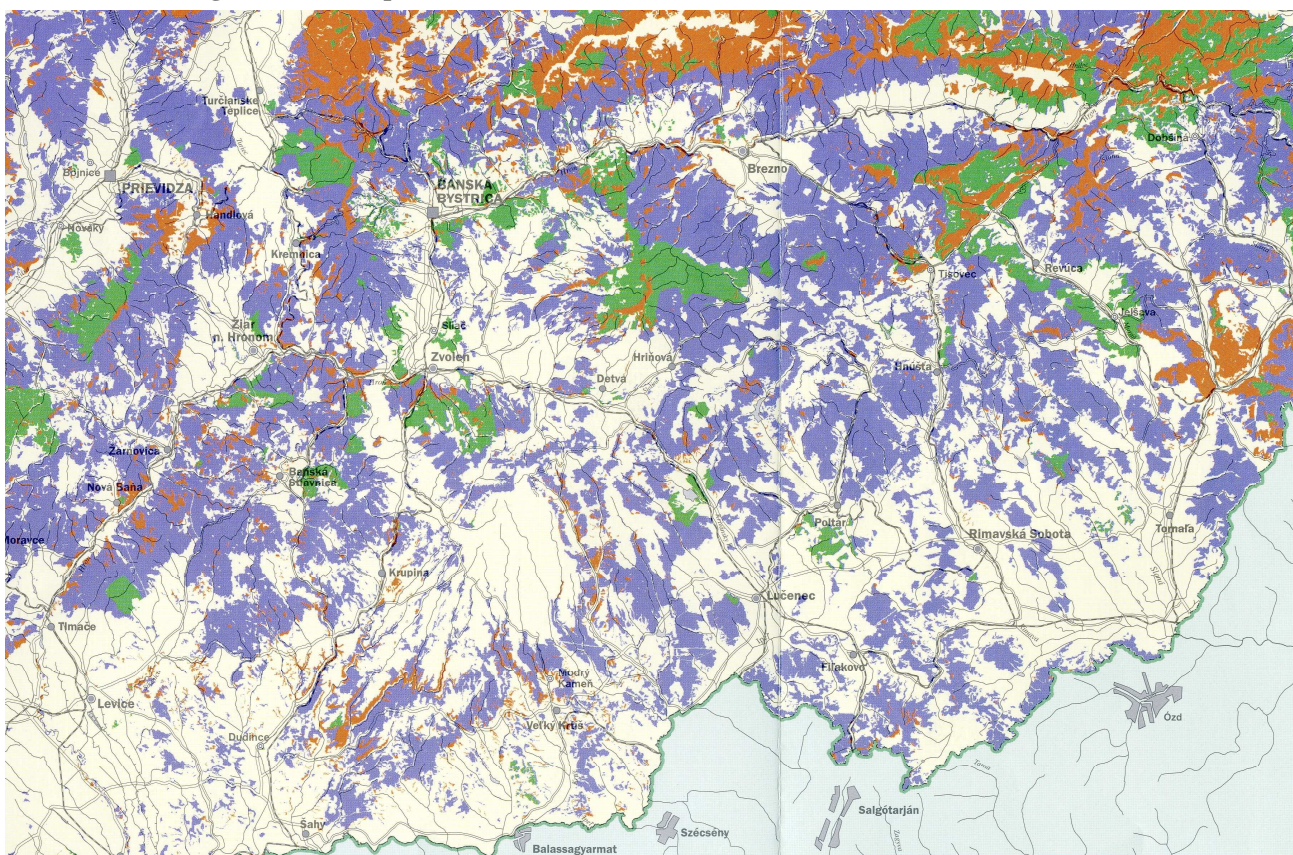 Turčianske
Teplice
Dobšiná
Bojnice
PRIEVIDZA
Brezno
BANSKÁ
BYSTRICA
Handlová
Nováky
Kremnica
Tisovec
Revúca
Jelšava
Sliač
Žiar
n. Hronom
Zvolen
Hriňová
Detva
Hnúšťa
Hron
Žarnovica
Banská
Štiavnica
Nová Baňa
Poltár
Tornaľa
Rimavská Sobota
Moravce
Krupina
Lučenec
Tlmače
Fiľakovo
Modrý
Kameň
Levice
Veľký Krtíš
Ózd
Dudince
Salgótarján
Šahy
Szécsény
Balassagyarmat